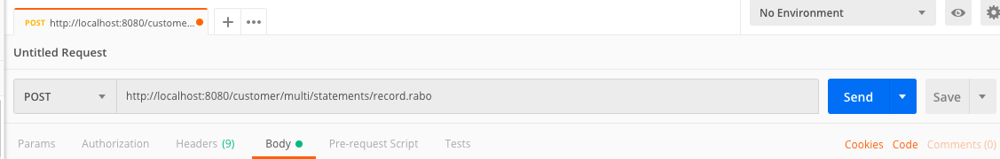 POST http://localhost:8080/custome... + ••• No Environment
Untitled Request
POST http://localhost:8080/customer/multi/statements/record.rabo Send Save
Params Authorization Headers (9) Body Pre-request Script Tests Cookies Code Comments (0)